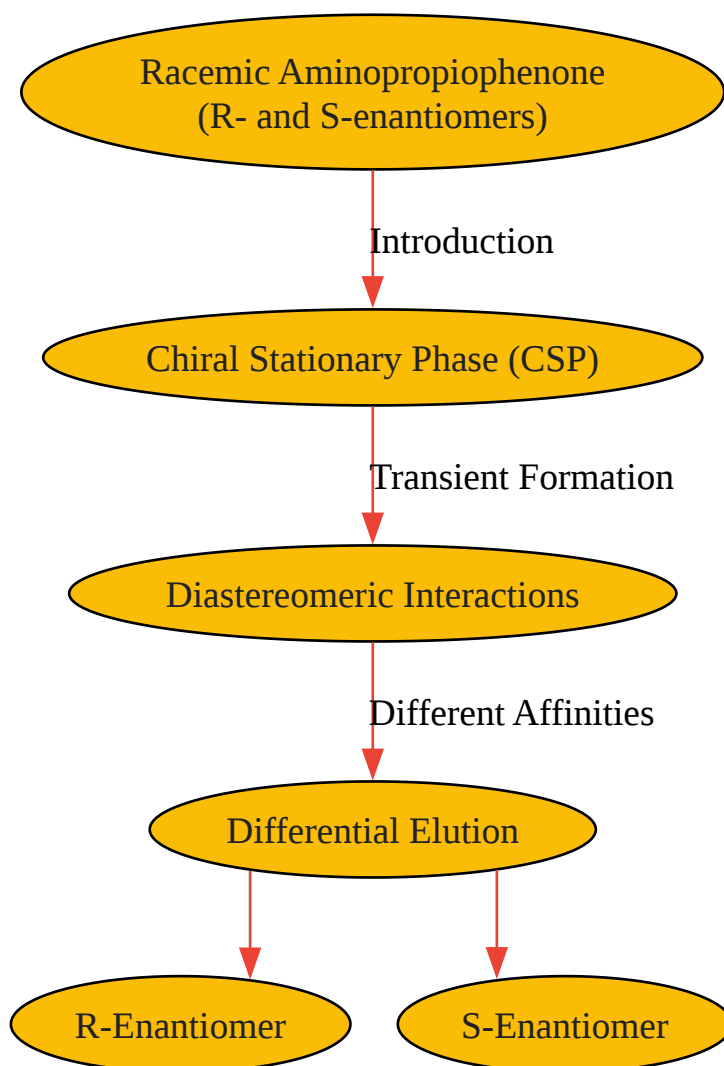 Racemic Aminopropiophenone
(R- and S-enantiomers)
Introduction
Chiral Stationary Phase (CSP)
Transient Formation
Diastereomeric Interactions
Different Affinities
Differential Elution
R-Enantiomer
S-Enantiomer